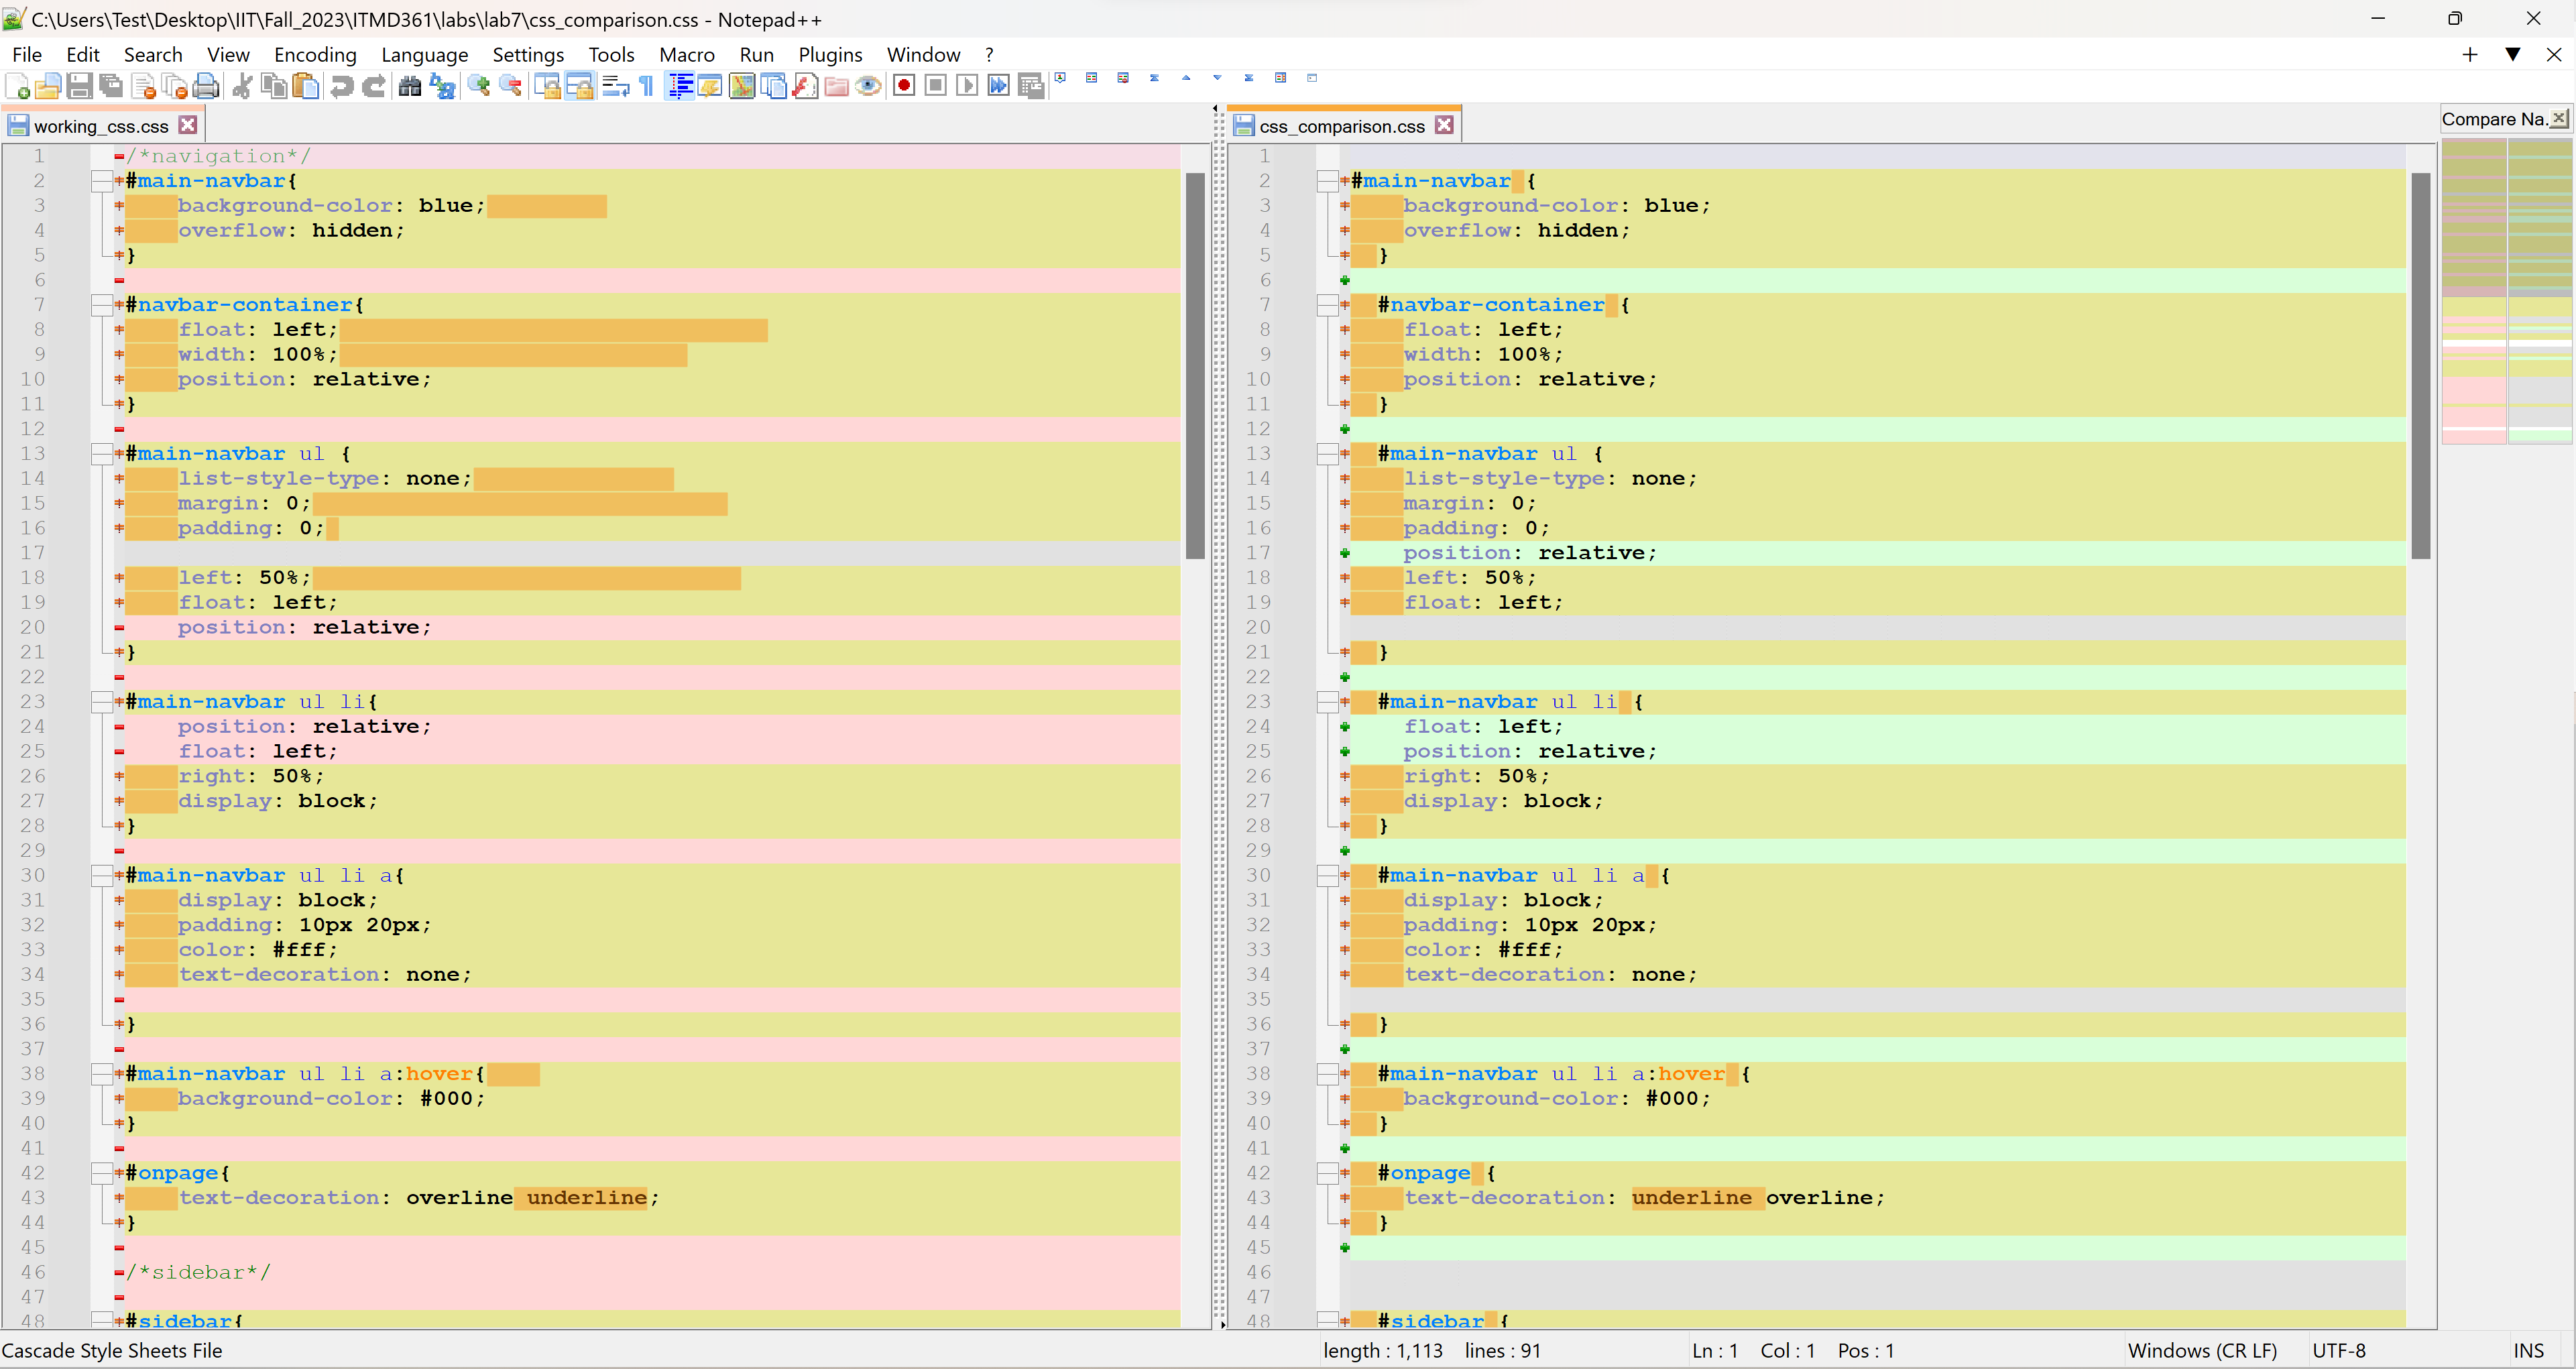 C:\Users\Test\Desktop\IIT\Fall_2023\ITMD361\labs\lab7\css_comparison.css - Notepad++
File Edit Search View Encoding Language Settings Tools Macro Run Plugins Window ?
working_css.css
1 /*navigation*/
2 #main-navbar{
3 background-color: blue;
4 overflow: hidden;
5 }
6
7 #navbar-container{
8 float: left;
9 width: 100%;
10 position: relative;
11 }
12
13 #main-navbar ul {
14 list-style-type: none;
15 margin: 0;
16 padding: 0;
17
18 left: 50%;
19 float: left;
20 position: relative;
21 }
22
23 #main-navbar ul li{
24 position: relative;
25 float: left;
26 right: 50%;
27 display: block;
28 }
29
30 #main-navbar ul li a{
31 display: block;
32 padding: 10px 20px;
33 color: #fff;
34 text-decoration: none;
35
36 }
37
38 #main-navbar ul li a:hover{
39 background-color: #000;
40 }
41
42 #onpage{
43 text-decoration: overline underline;
44 }
45
46 /*sidebar*/
47
48 #sidebar{
css_comparison.css
1
2 #main-navbar {
3 background-color: blue;
4 overflow: hidden;
5 }
6
7 #navbar-container {
8 float: left;
9 width: 100%;
10 position: relative;
11 }
12
13 #main-navbar ul {
14 list-style-type: none;
15 margin: 0;
16 padding: 0;
17 position: relative;
18 left: 50%;
19 float: left;
20
21 }
22
23 #main-navbar ul li {
24 float: left;
25 position: relative;
26 right: 50%;
27 display: block;
28 }
29
30 #main-navbar ul li a {
31 display: block;
32 padding: 10px 20px;
33 color: #fff;
34 text-decoration: none;
35
36 }
37
38 #main-navbar ul li a:hover {
39 background-color: #000;
40 }
41
42 #onpage {
43 text-decoration: underline overline;
44 }
45
46
47
48 #sidebar {
Compare Na.
Cascade Style Sheets File
length : 1,113 lines : 91
Ln : 1 Col : 1 Pos : 1
Windows (CR LF)
UTF-8
INS